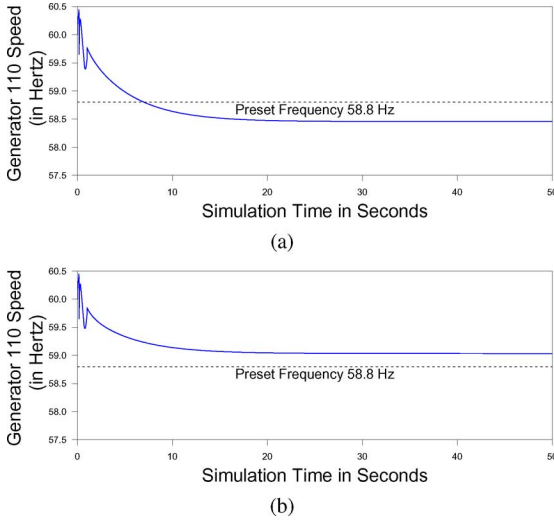 60.5
60.0
59.5
59.0
58.5
58.0
57.5
Generator 110 Speed
(in Hertz)
Preset Frequency 58.8 Hz
0 10 20 30 40 50
Simulation Time in Seconds
(a)
60.5
60.0
59.5
59.0
58.5
58.0
57.5
Generator 110 Speed
(in Hertz)
Preset Frequency 58.8 Hz
0 10 20 30 40 50
Simulation Time in Seconds
(b)